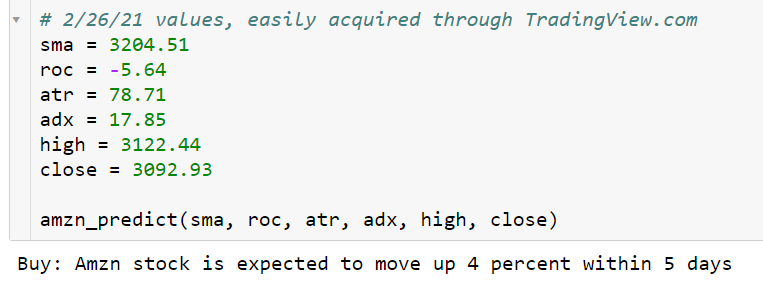 # 2/26/21 values, easily acquired through TradingView.com
sma = 3204.51
roc = -5.64
atr = 78.71
adx = 17.85
high = 3122.44
close = 3092.93
amzn_predict(sma, roc, atr, adx, high, close)
Buy: Amzn stock is expected to move up 4 percent within 5 days